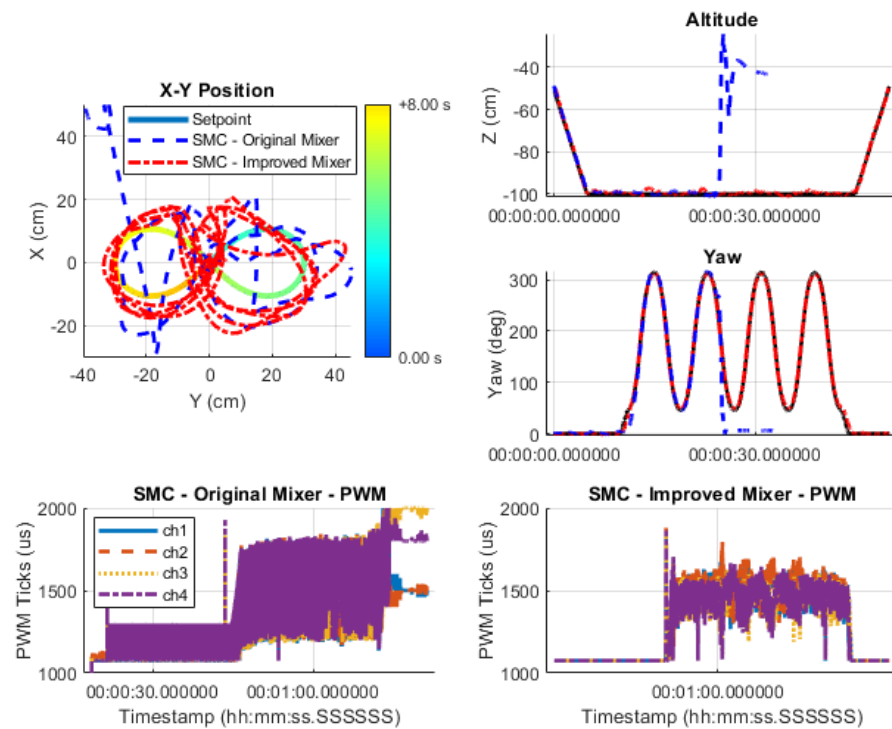 X-Y Position
Setpoint
SMC - Original Mixer
SMC - Improved Mixer
X (cm)
40
20
0
-20
-40
-20
0
20
40
Y (cm)
+8.00 s
0.00 s
Altitude
Z (cm)
-40
-60
-80
-100
00:00:00.000000
00:00:30.000000
Yaw
Yaw (deg)
300
200
100
0
00:00:00.000000
00:00:30.000000
SMC - Original Mixer - PWM
ch1
ch2
ch3
ch4
PWM Ticks (us)
2000
1500
1000
00:00:30.000000
00:01:00.000000
Timestamp (hh:mm:ss.SSSSSS)
SMC - Improved Mixer - PWM
PWM Ticks (us)
2000
1500
1000
00:01:00.000000
Timestamp (hh:mm:ss.SSSSSS)